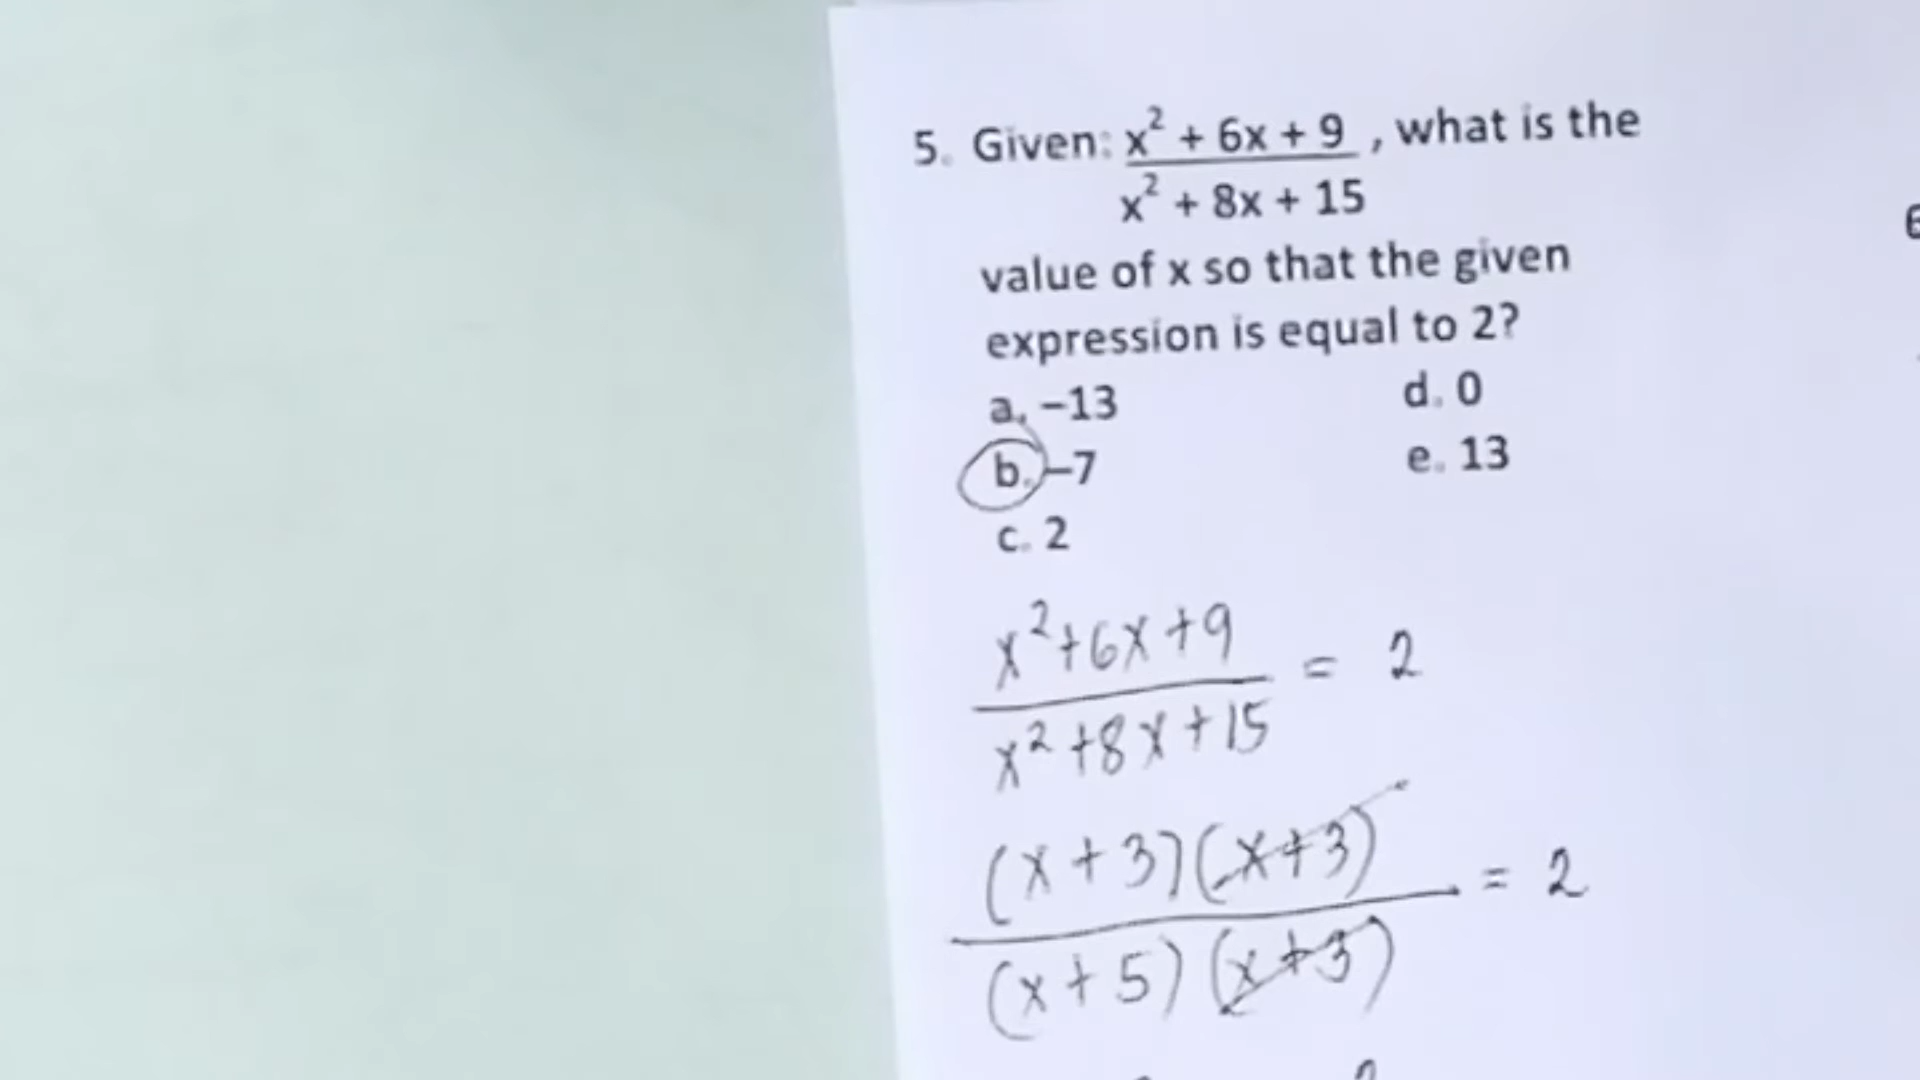 5. Given: x² + 6x + 9 , what is the
x² + 8x + 15
value of x so that the given
expression is equal to 2?
a. –13 d. 0
b. –7 e. 13
c. 2
x²+6x+9 = 2
x²+8x+15
(x+3)(x+3) = 2
(x+5)(x+3)